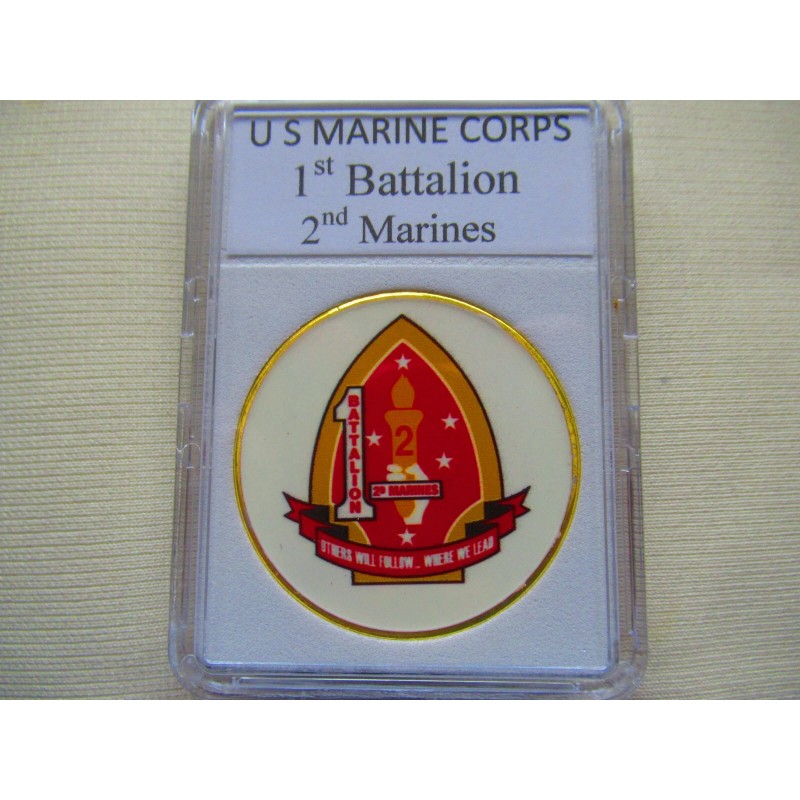 U S MARINE CORPS
1st Battalion
2nd Marines
1
BATTALION
2
2D MARINES
OTHERS WILL FOLLOW... WHERE WE LEAD